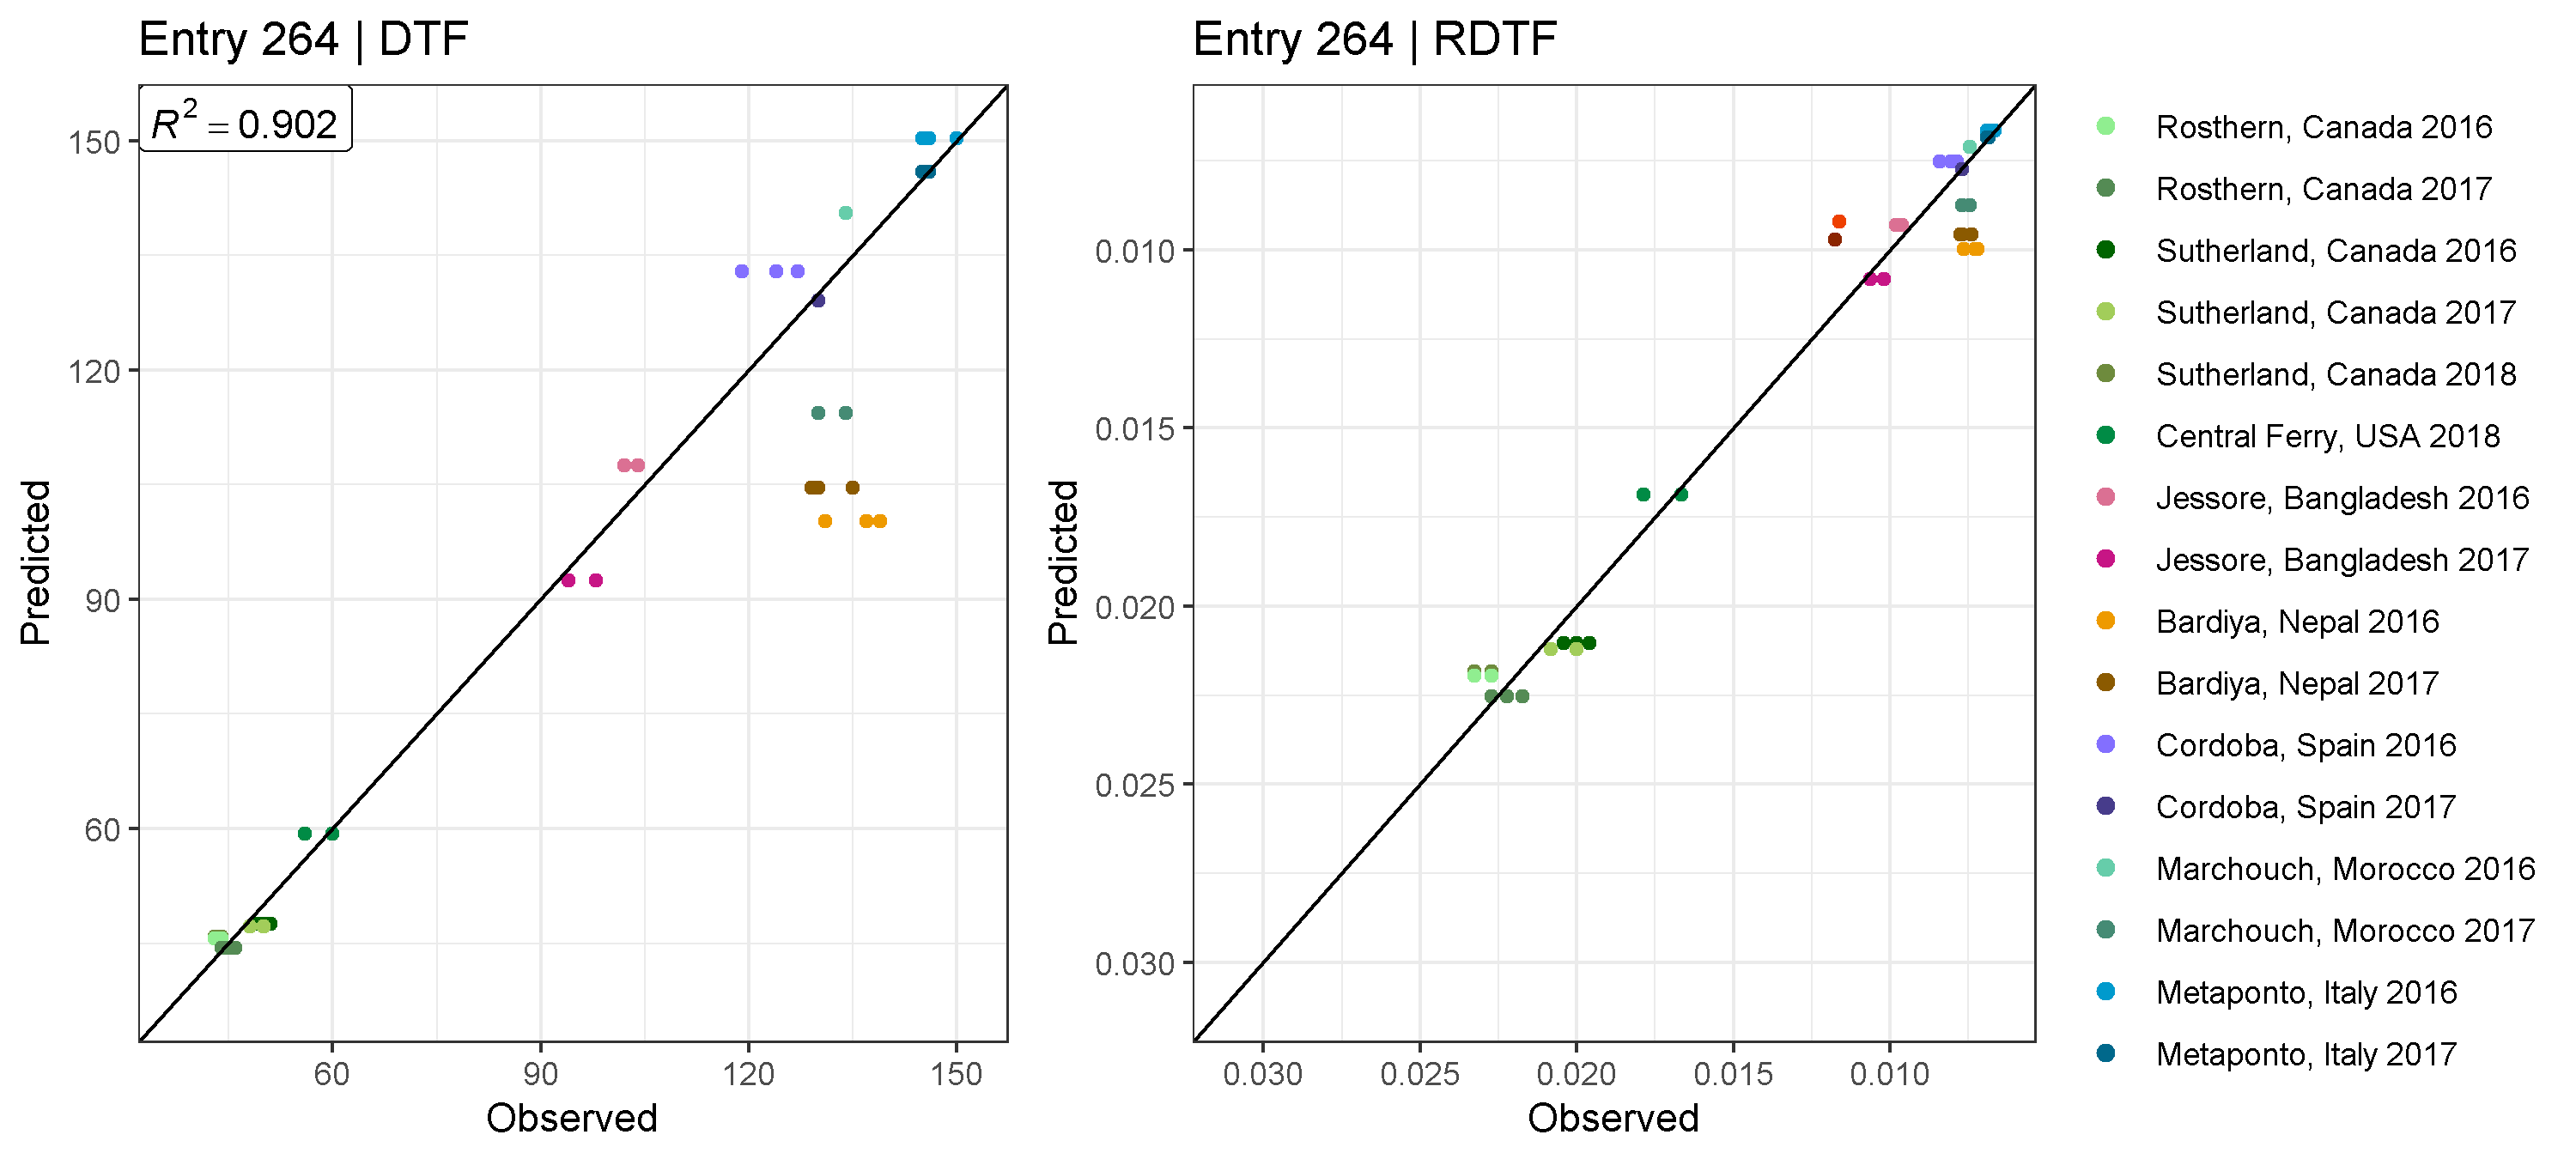 Entry 264 | DTF
R² = 0.902
150
120
90
60
Predicted
60
90
120
150
Observed
Entry 264 | RDTF
0.010
0.015
0.020
0.025
0.030
Predicted
0.030
0.025
0.020
0.015
0.010
Observed
Rosthern, Canada 2016
Rosthern, Canada 2017
Sutherland, Canada 2016
Sutherland, Canada 2017
Sutherland, Canada 2018
Central Ferry, USA 2018
Jessore, Bangladesh 2016
Jessore, Bangladesh 2017
Bardiya, Nepal 2016
Bardiya, Nepal 2017
Cordoba, Spain 2016
Cordoba, Spain 2017
Marchouch, Morocco 2016
Marchouch, Morocco 2017
Metaponto, Italy 2016
Metaponto, Italy 2017